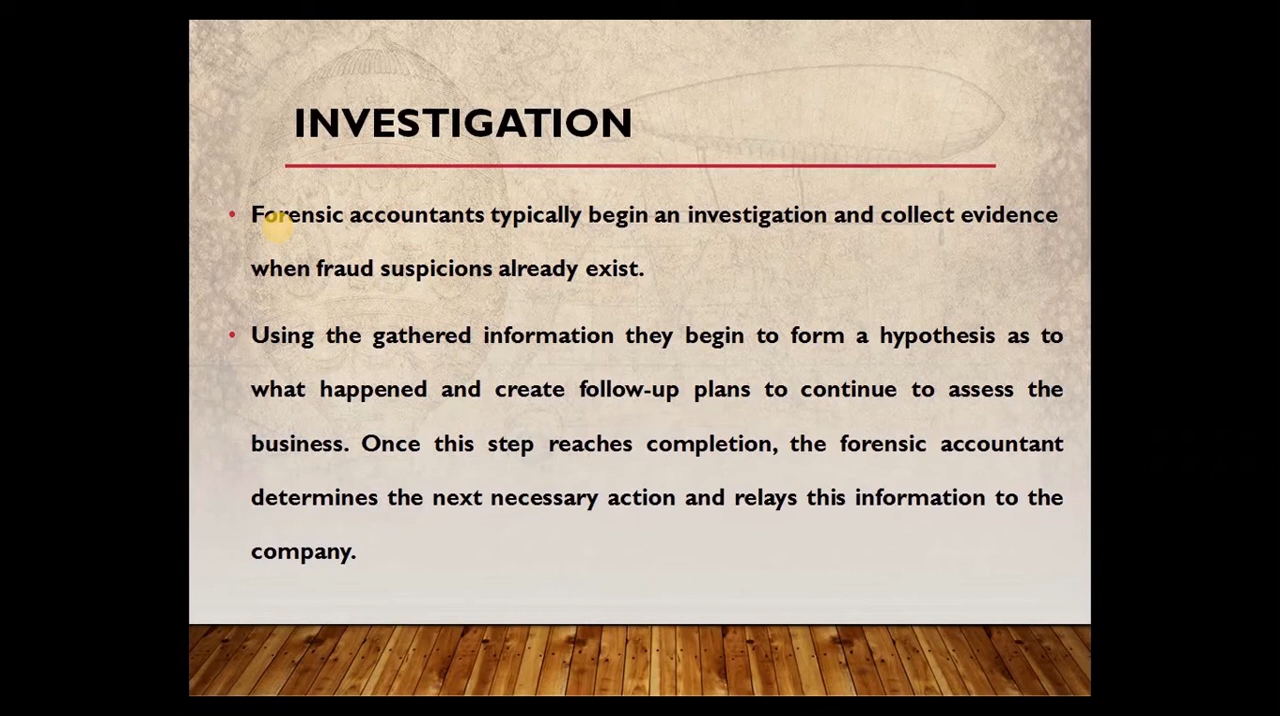 INVESTIGATION
• Forensic accountants typically begin an investigation and collect evidence
when fraud suspicions already exist.
• Using the gathered information they begin to form a hypothesis as to
what happened and create follow-up plans to continue to assess the
business. Once this step reaches completion, the forensic accountant
determines the next necessary action and relays this information to the
company.